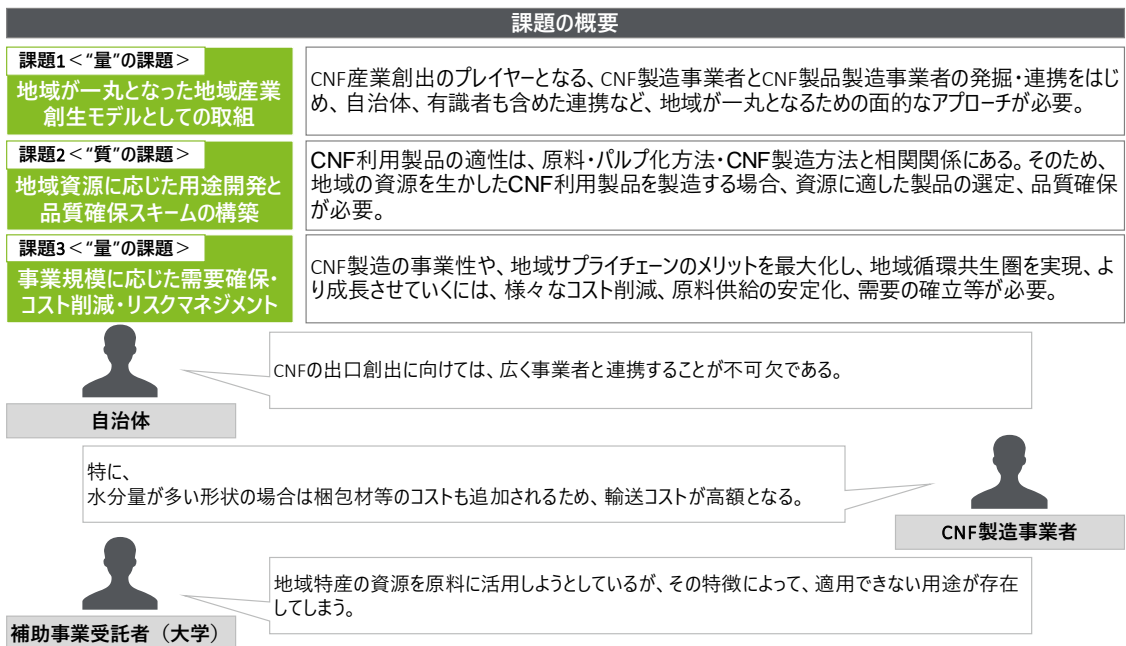 課題の概要
課題1＜“量”の課題＞
地域が一丸となった地域産業
創生モデルとしての取組
CNF産業創出のプレイヤーとなる、CNF製造事業者とCNF製品製造事業者の発掘・連携をはじ
め、自治体、有識者も含めた連携など、地域が一丸となるための面的なアプローチが必要。
課題2＜“質”の課題＞
地域資源に応じた用途開発と
品質確保スキームの構築
CNF利用製品の適性は、原料・パルプ化方法・CNF製造方法と相関関係にある。そのため、
地域の資源を生かしたCNF利用製品を製造する場合、資源に適した製品の選定、品質確保
が必要。
課題3＜“量”の課題＞
事業規模に応じた需要確保・
コスト削減・リスクマネジメント
CNF製造の事業性や、地域サプライチェーンのメリットを最大化し、地域循環共生圏を実現、よ
り成長させていくには、様々なコスト削減、原料供給の安定化、需要の確立等が必要。
CNFの出口創出に向けては、広く事業者と連携することが不可欠である。
自治体
特に、
水分量が多い形状の場合は梱包材等のコストも追加されるため、輸送コストが高額となる。
CNF製造事業者
地域特産の資源を原料に活用しようとしているが、その特徴によって、適用できない用途が存在
してしまう。
補助事業受託者（大学）